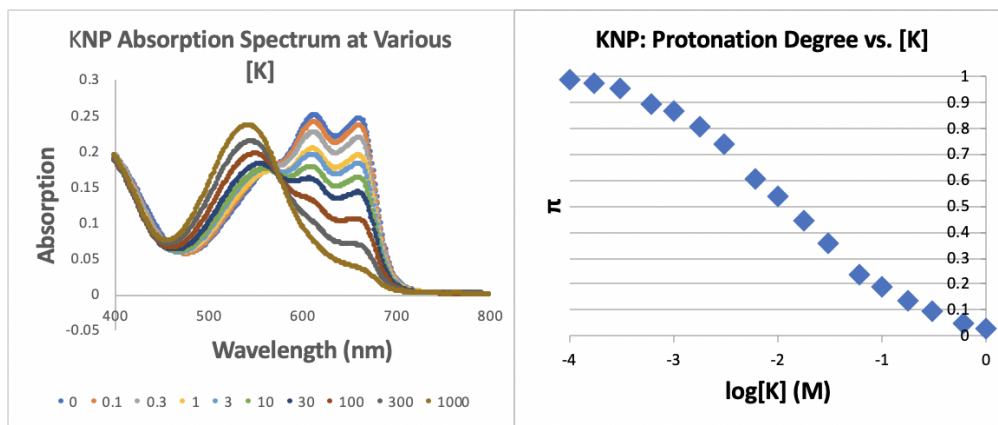 KNP Absorption Spectrum at Various
[K]
0.3
0.25
0.2
0.15
0.1
0.05
0
-0.05
Absorption
400 500 600 700 800
Wavelength (nm)
0 0.1 0.3 1 3 10 30 100 300 1000
KNP: Protonation Degree vs. [K]
1
0.9
0.8
0.7
0.6
0.5
0.4
0.3
0.2
0.1
0
π
-4 -3 -2 -1 0
log[K] (M)